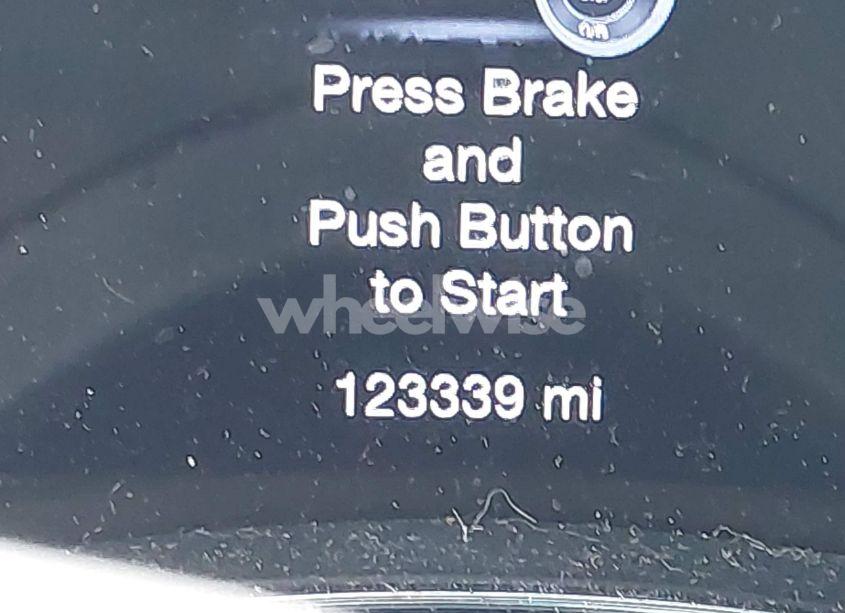 Press Brake
and
Push Button
to Start
wheelwise
123339 mi